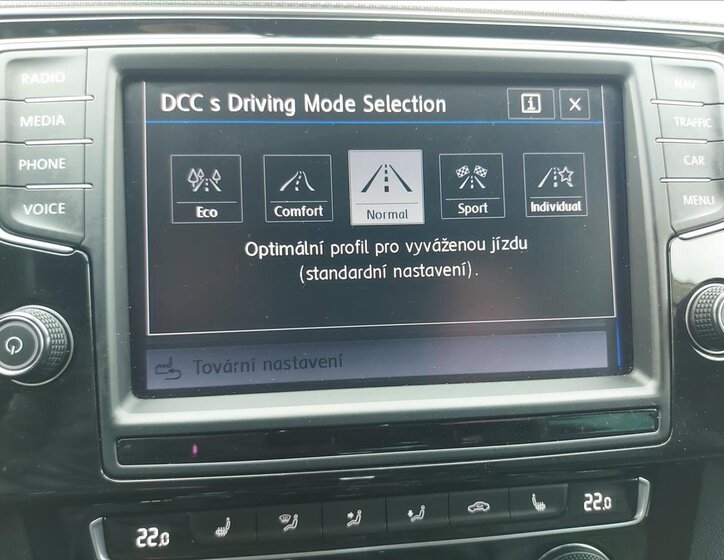 RADIO
MEDIA
PHONE
VOICE
DCC s Driving Mode Selection
i X
Eco Comfort Normal Sport Individual
Optimální profil pro vyváženou jízdu
(standardní nastavení).
Tovární nastavení
NAV
TRAFFIC
CAR
MENU
22.0 22.0